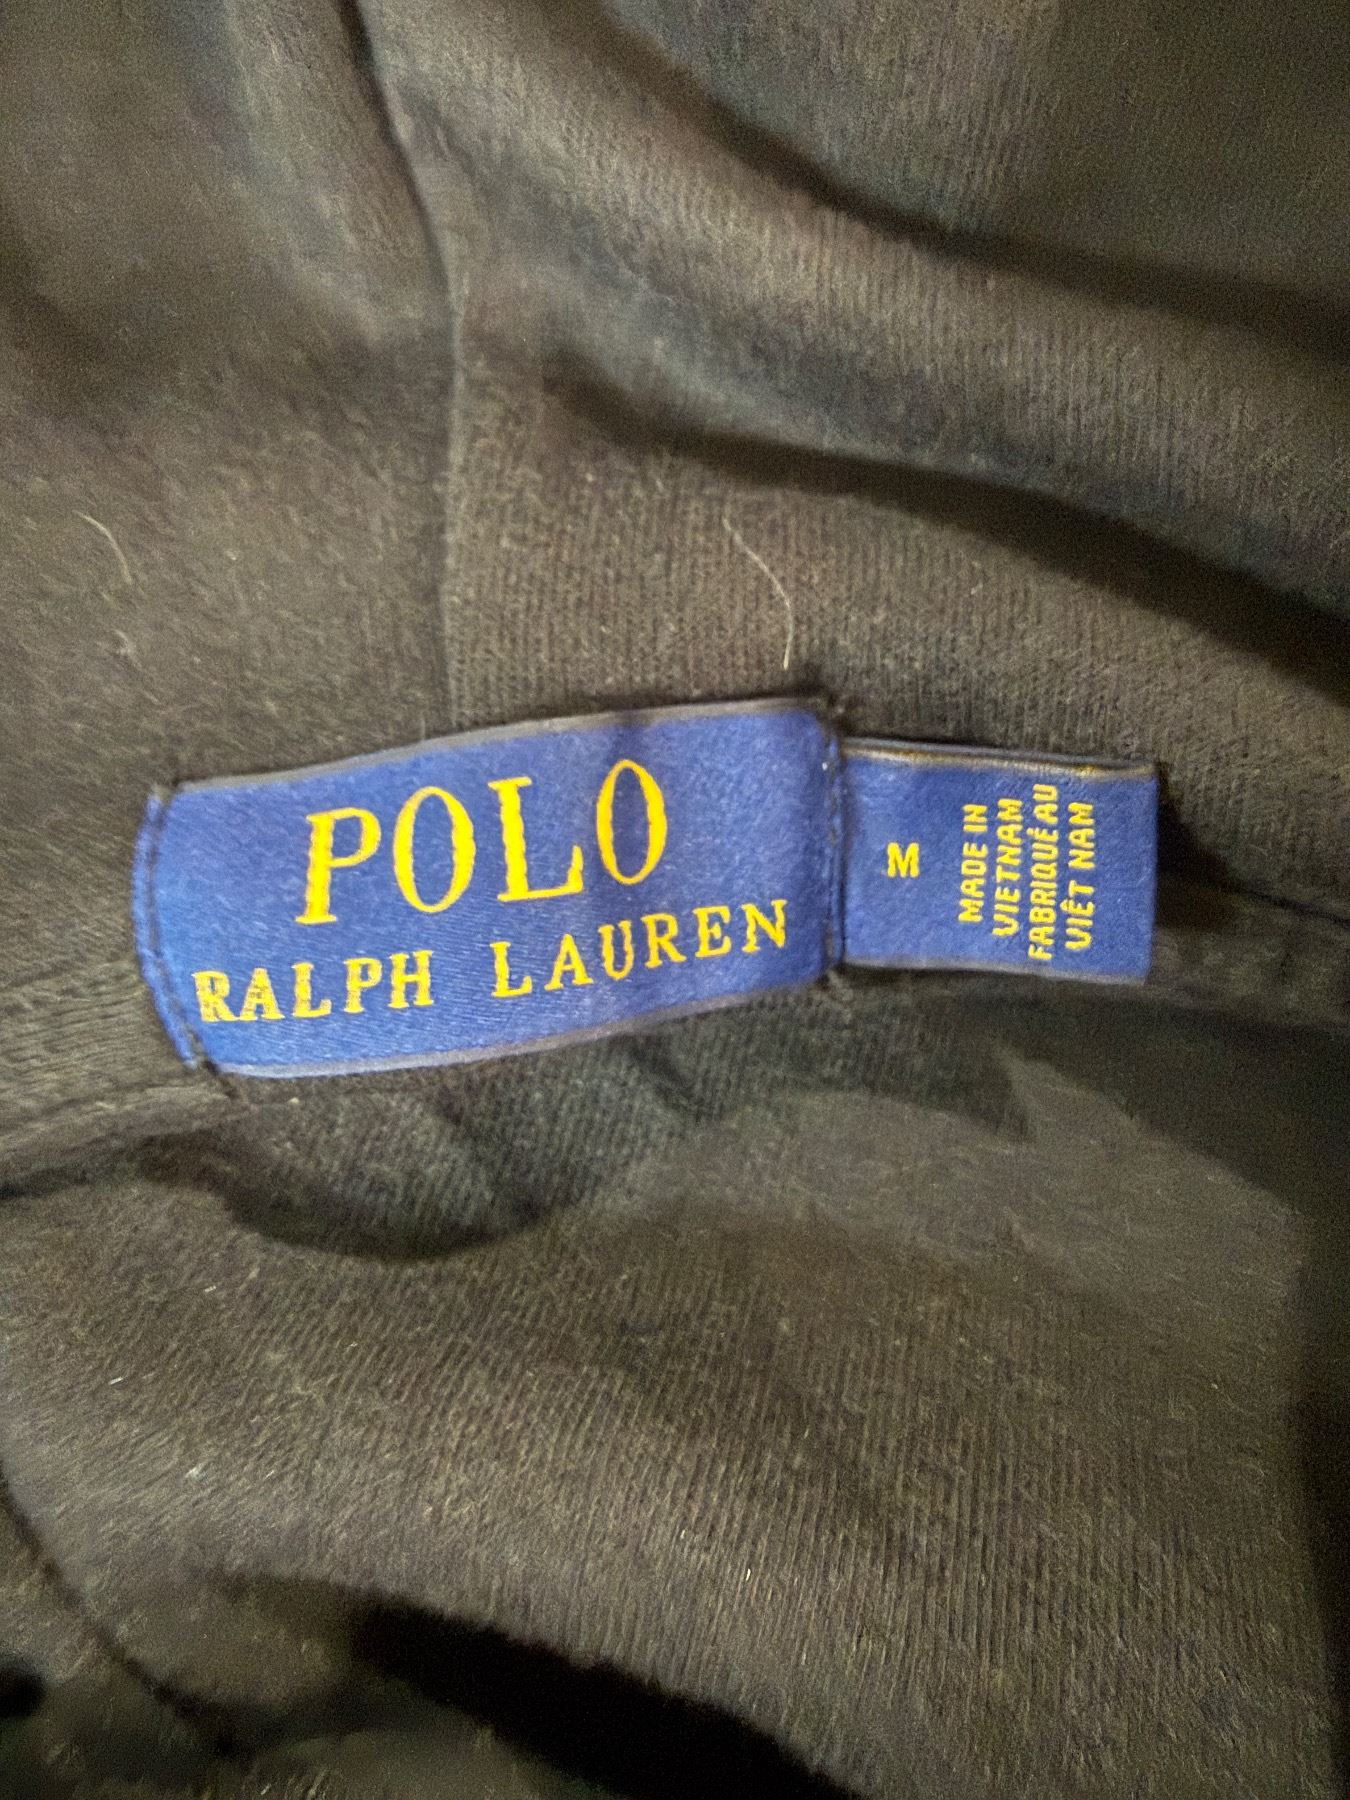 POLO
RALPH LAUREN
M
MADE IN
VIETNAM
FABRIQUÉ AU
VIÊT NAM